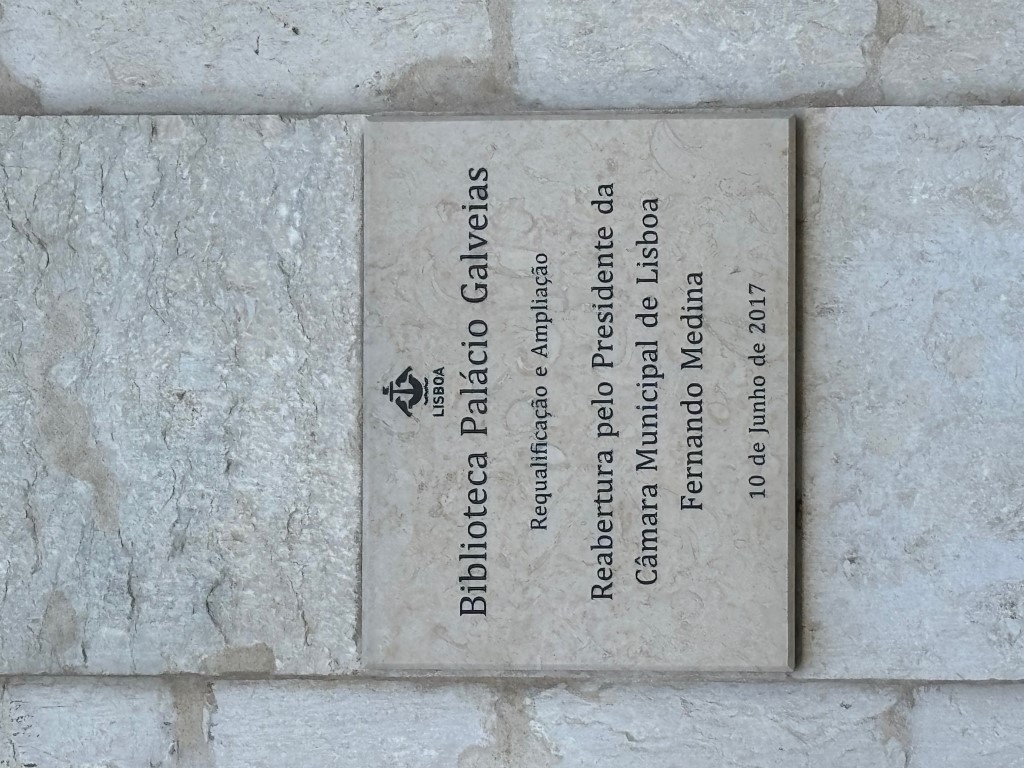 LISBOA
Biblioteca Palácio Galveias
Requalificação e Ampliação
Reabertura pelo Presidente da
Câmara Municipal de Lisboa
Fernando Medina
10 de Junho de 2017